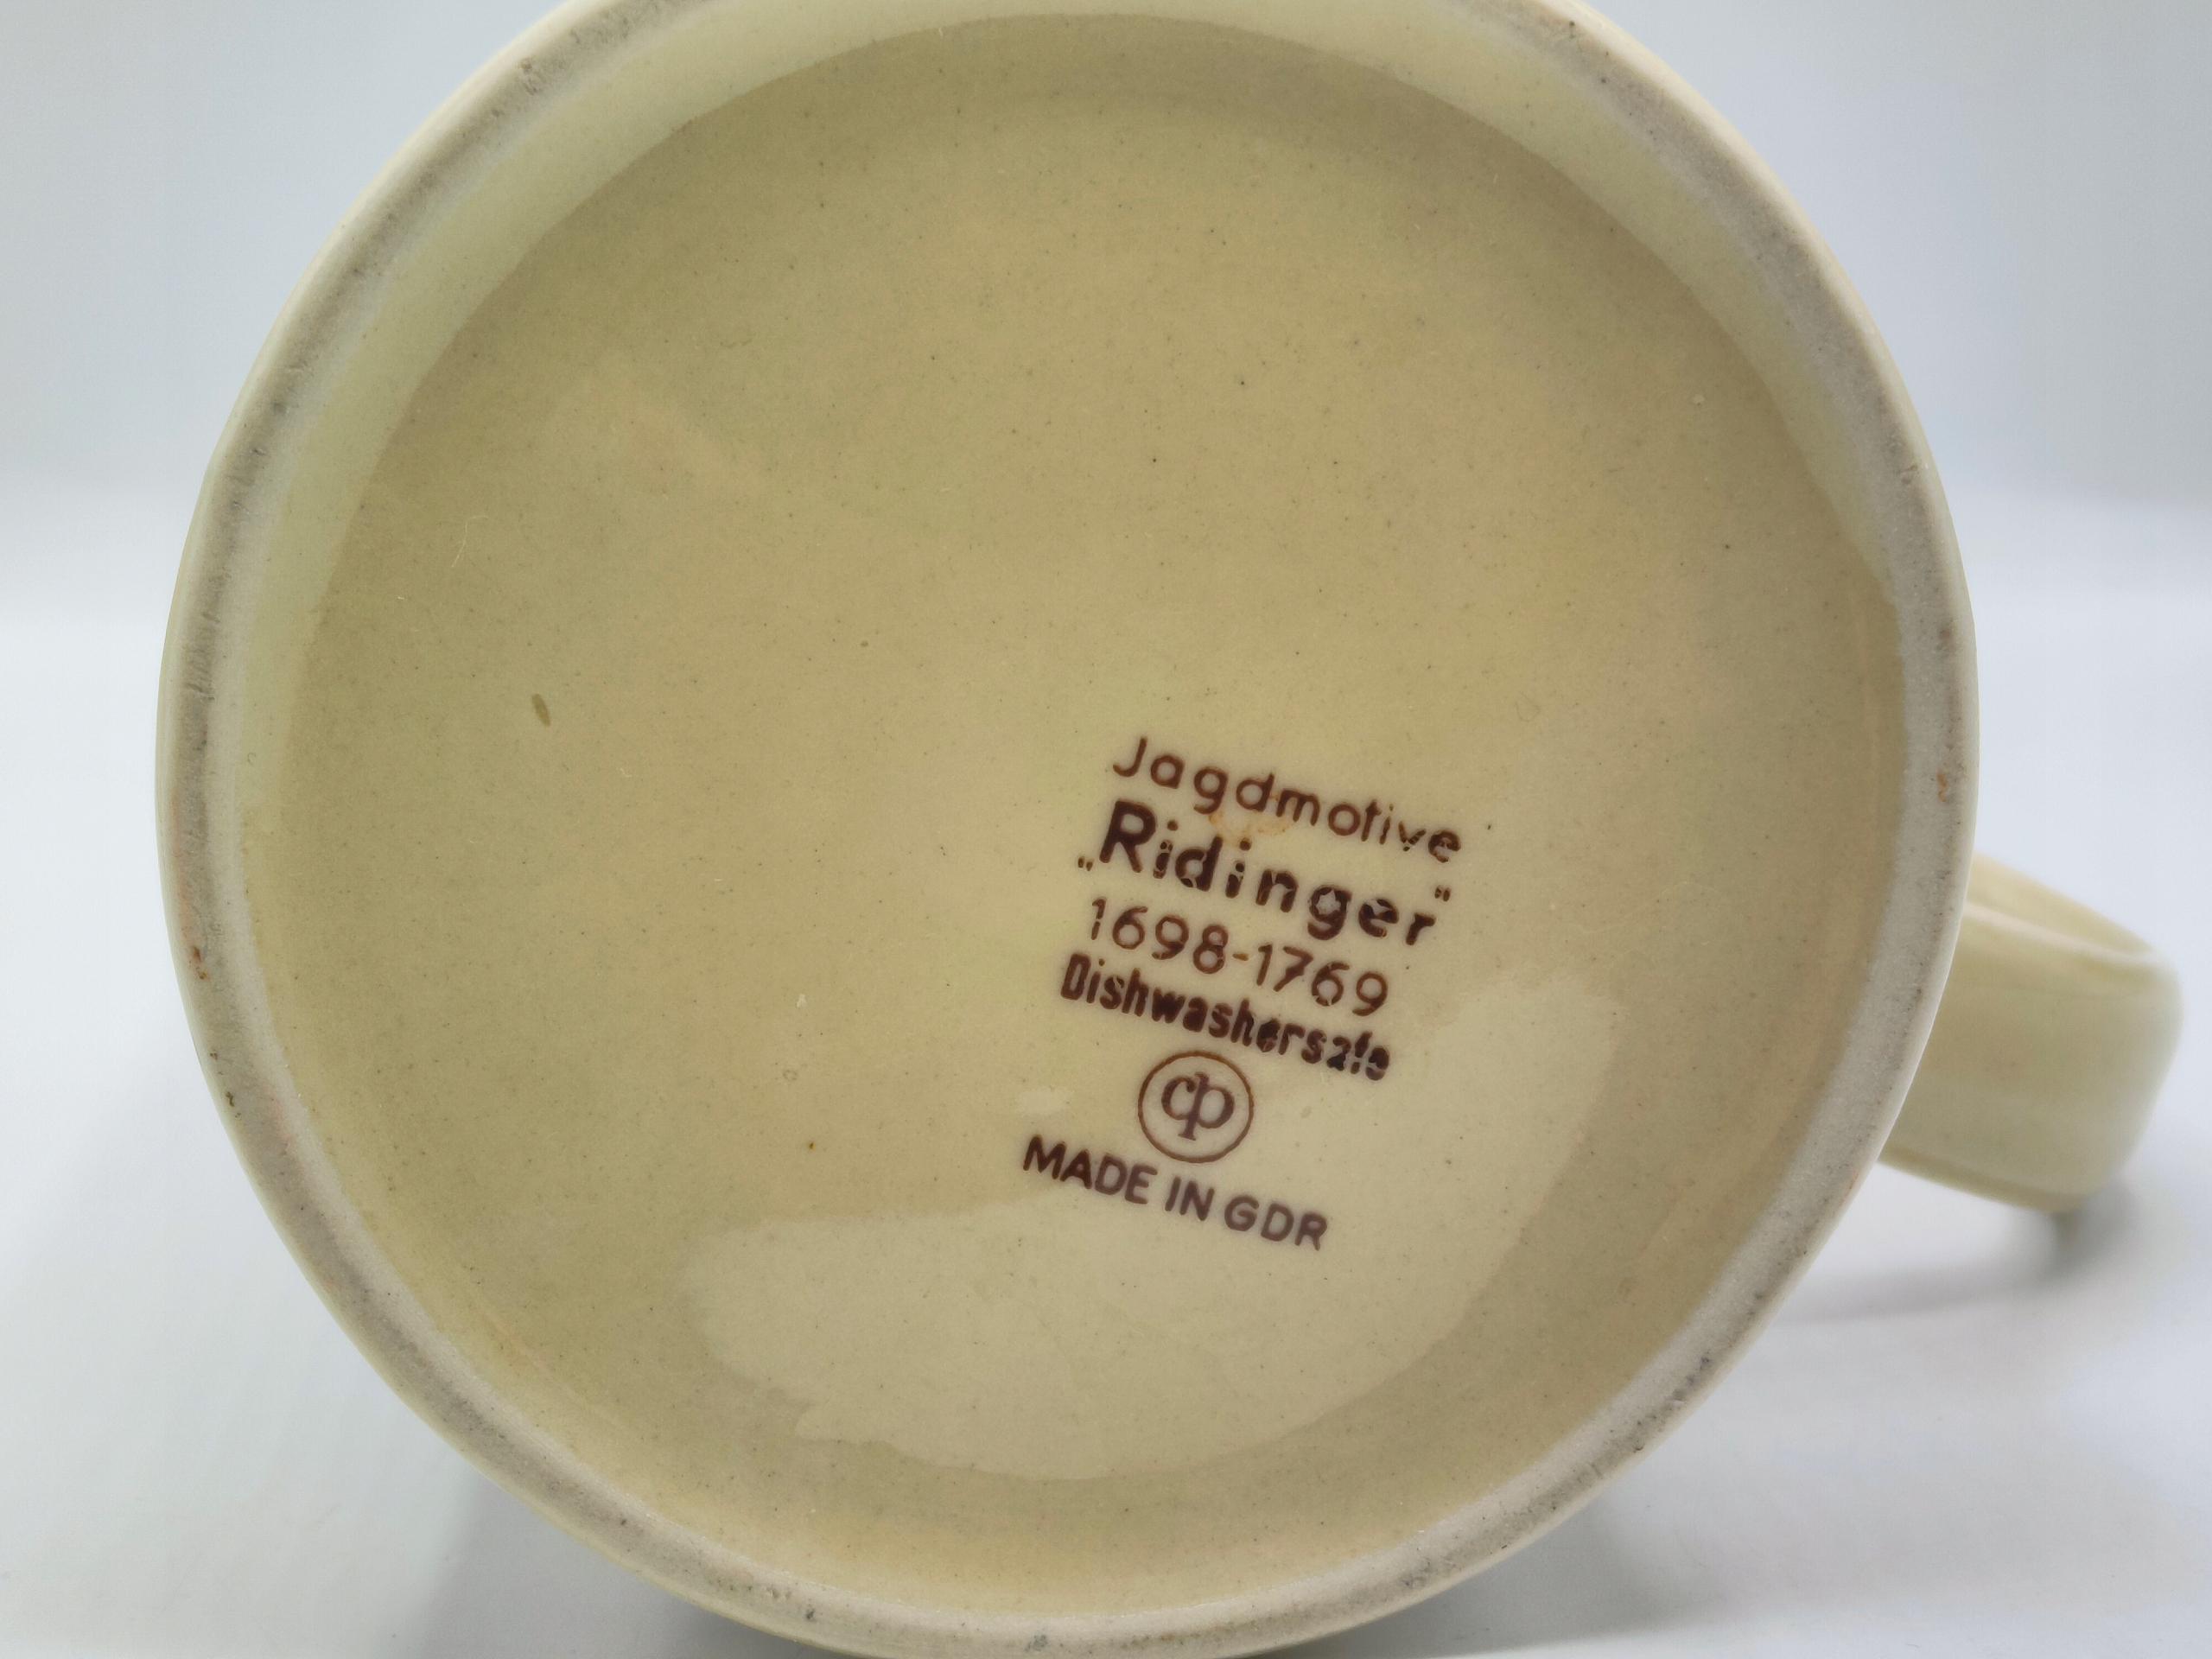 Jagdmotive
„Ridinger"
1698-1769
Dishwashersafe
cp
MADE IN GDR